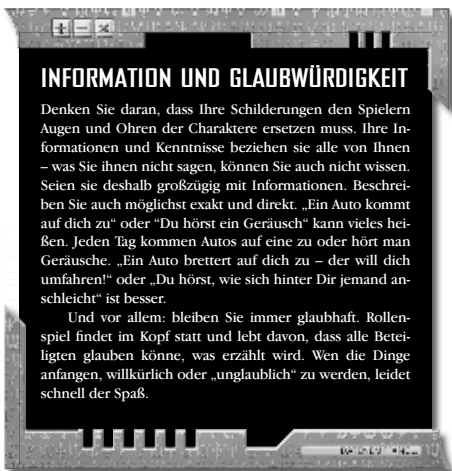 INFORMATION UND GLAUBWÜRDIGKEIT
Denken Sie daran, dass Ihre Schilderungen den Spielern
Augen und Ohren der Charaktere ersetzen muss. Ihre In-
formationen und Kenntnisse beziehen sie alle von Ihnen
– was Sie ihnen nicht sagen, können Sie auch nicht wissen.
Seien sie deshalb großzügig mit Informationen. Beschrei-
ben Sie auch möglichst exakt und direkt. „Ein Auto kommt
auf dich zu“ oder “Du hörst ein Geräusch“ kann vieles hei-
ßen. Jeden Tag kommen Autos auf eine zu oder hört man
Geräusche. „Ein Auto brettert auf dich zu – der will dich
umfahren!“ oder „Du hörst, wie sich hinter Dir jemand an-
schleicht“ ist besser.
Und vor allem: bleiben Sie immer glaubhaft. Rollen-
spiel findet im Kopf statt und lebt davon, dass alle Betei-
ligten glauben könne, was erzählt wird. Wen die Dinge
anfangen, willkürlich oder „unglaublich“ zu werden, leidet
schnell der Spaß.